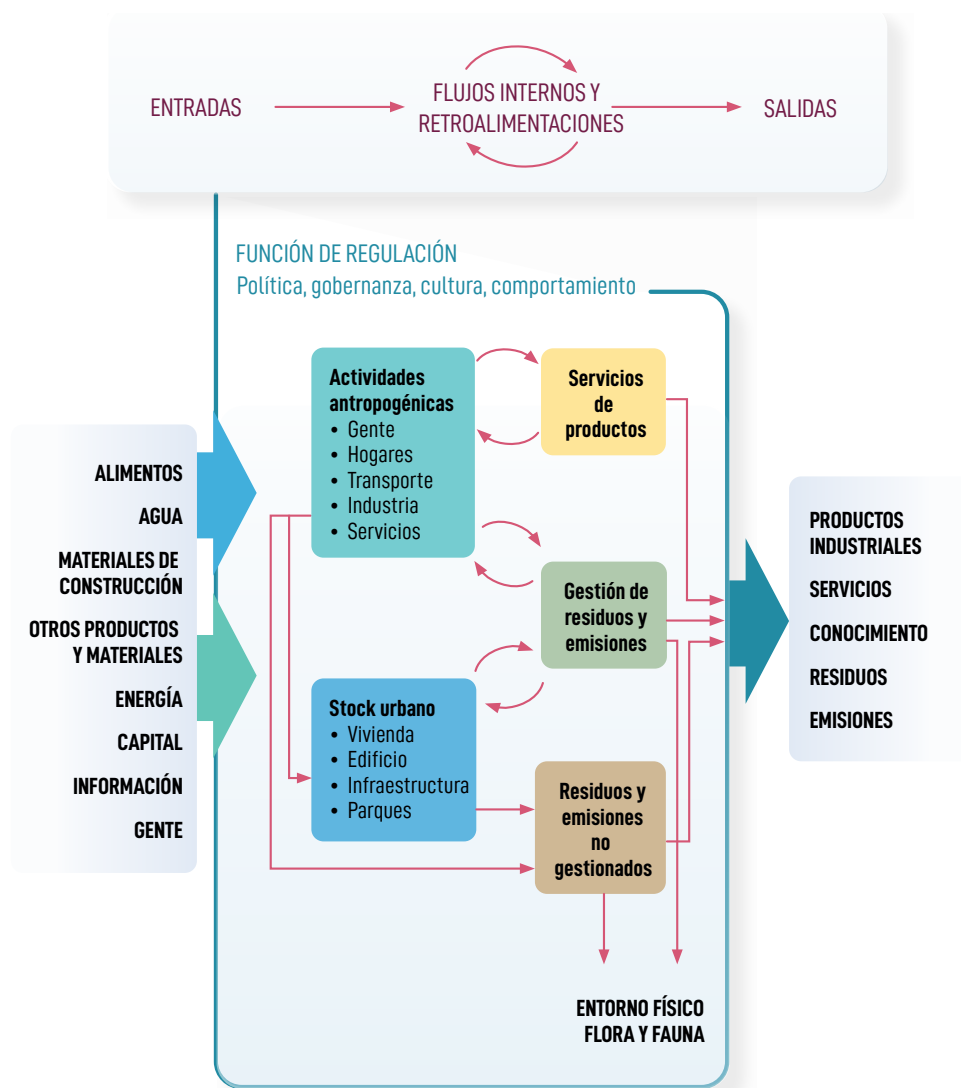 ENTRADAS
FLUJOS INTERNOS Y
RETROALIMENTACIONES
SALIDAS
FUNCIÓN DE REGULACIÓN
Política, gobernanza, cultura, comportamiento
ALIMENTOS
AGUA
MATERIALES DE
CONSTRUCCIÓN
OTROS PRODUCTOS
Y MATERIALES
ENERGÍA
CAPITAL
INFORMACIÓN
GENTE
Actividades
antropogénicas
• Gente
• Hogares
• Transporte
• Industria
• Servicios
Servicios
de
productos
Gestión de
residuos y
emisiones
Stock urbano
• Vivienda
• Edificio
• Infraestructura
• Parques
Residuos y
emisiones
no
gestionados
ENTORNO FÍSICO
FLORA Y FAUNA
PRODUCTOS
INDUSTRIALES
SERVICIOS
CONOCIMIENTO
RESIDUOS
EMISIONES